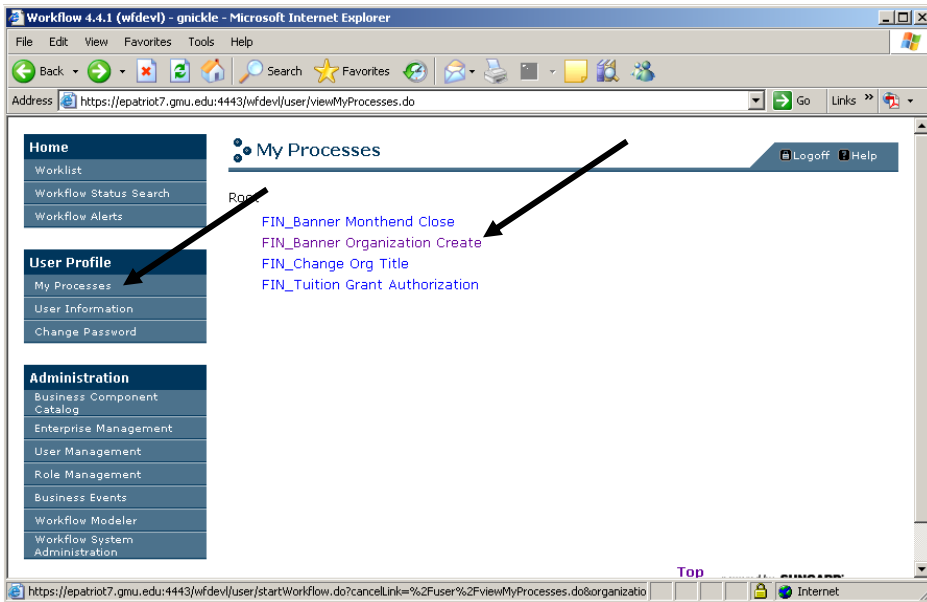 Workflow 4.4.1 (wfdevl) - gnickle - Microsoft Internet Explorer
File Edit View Favorites Tools Help
Back Search Favorites
Address https://epatriot7.gmu.edu:4443/wfdevl/user/viewMyProcesses.do Go Links »
Home
Worklist
Workflow Status Search
Workflow Alerts
User Profile
My Processes
User Information
Change Password
Administration
Business Component
Catalog
Enterprise Management
User Management
Role Management
Business Events
Workflow Modeler
Workflow System
Administration
My Processes
Logoff ? Help
Root
FIN_Banner Monthend Close
FIN_Banner Organization Create
FIN_Change Org Title
FIN_Tuition Grant Authorization
Top
https://epatriot7.gmu.edu:4443/wfdevl/user/startWorkflow.do?cancelLink=%2Fuser%2FviewMyProcesses.do&organizatio Internet